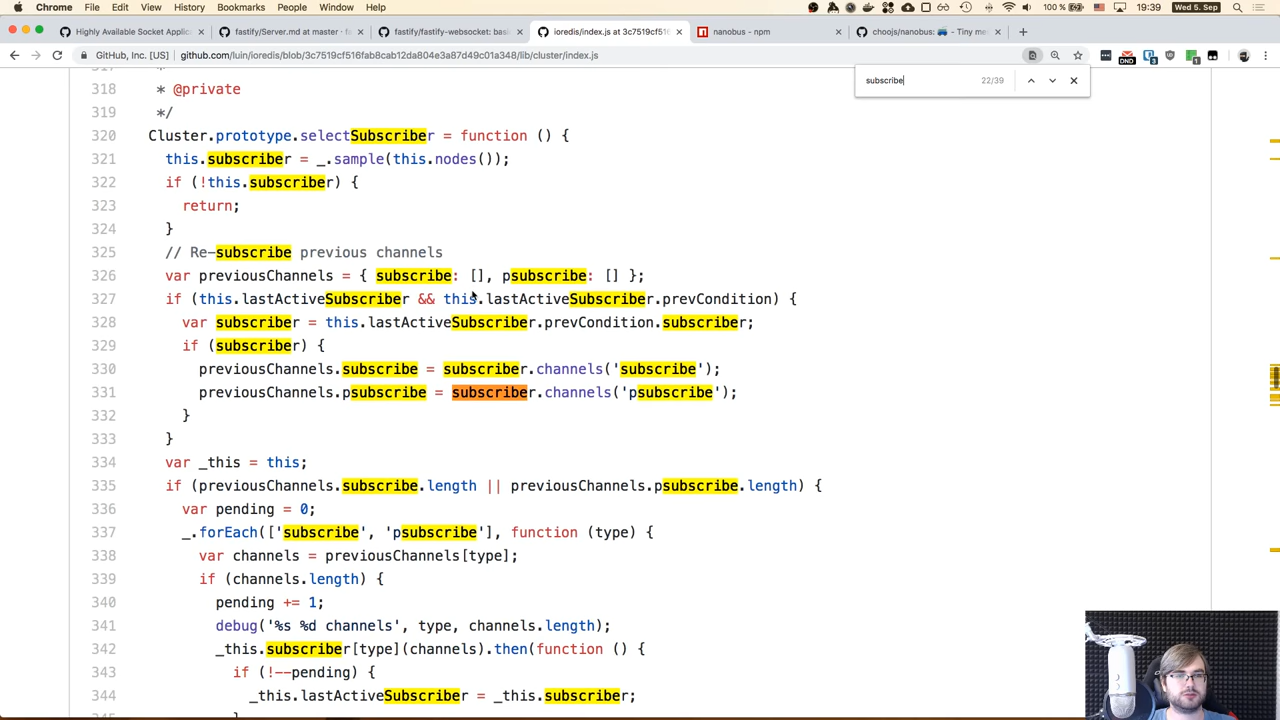 Chrome File Edit View History Bookmarks People Window Help 100 % 19:39 Wed 5. Sep
Highly Available Socket Applic × fastify/Server.md at master · f × fastify/fastify-websocket: basi × ioredis/index.js at 3c7519cf516 × nanobus - npm × choojs/nanobus: - Tiny me ×
GitHub, Inc. [US] github.com/luin/ioredis/blob/3c7519cf516fab8cab12d3eced3a87d49c01a348/lib/cluster/index.js
subscribe 22/39
318 * @private
319 */
320 Cluster.prototype.selectSubscriber = function () {
321 this.subscriber = _.sample(this.nodes());
322 if (!this.subscriber) {
323 return;
324 }
325 // Re-subscribe previous channels
326 var previousChannels = { subscribe: [], psubscribe: [] };
327 if (this.lastActiveSubscriber && this.lastActiveSubscriber.prevCondition) {
328 var subscriber = this.lastActiveSubscriber.prevCondition.subscriber;
329 if (subscriber) {
330 previousChannels.subscribe = subscriber.channels('subscribe');
331 previousChannels.psubscribe = subscriber.channels('psubscribe');
332 }
333 }
334 var _this = this;
335 if (previousChannels.subscribe.length || previousChannels.psubscribe.length) {
336 var pending = 0;
337 _.forEach(['subscribe', 'psubscribe'], function (type) {
338 var channels = previousChannels[type];
339 if (channels.length) {
340 pending += 1;
341 debug('%s %d channels', type, channels.length);
342 _this.subscriber[type](channels).then(function () {
343 if (!--pending) {
344 _this.lastActiveSubscriber = _this.subscriber;